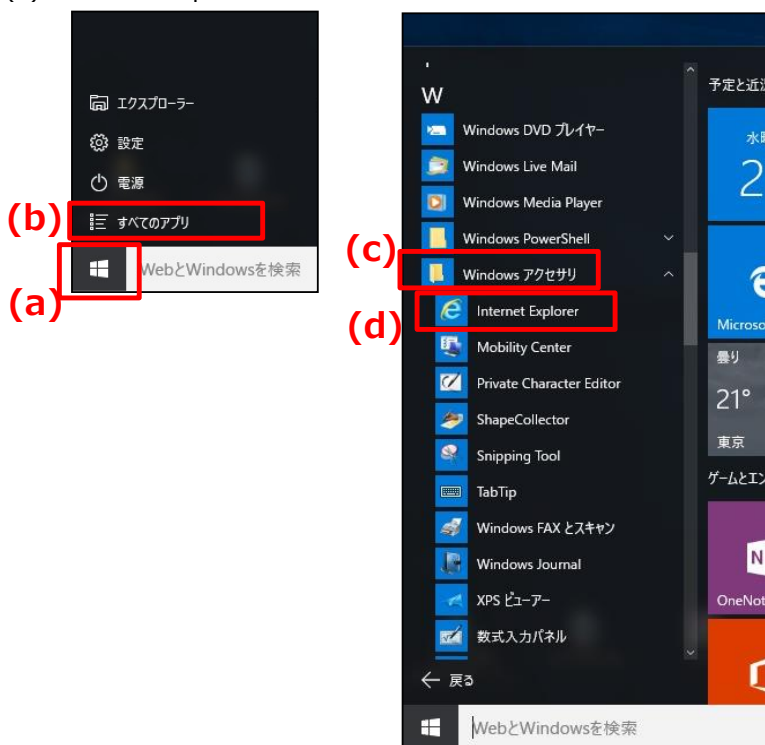 エクスプローラー
設定
電源
(b)
すべてのアプリ
WebとWindowsを検索
(a)
W
Windows DVD プレイヤー
Windows Live Mail
Windows Media Player
Windows PowerShell
(c)
Windows アクセサリ
(d)
Internet Explorer
Mobility Center
Private Character Editor
ShapeCollector
Snipping Tool
TabTip
Windows FAX とスキャン
Windows Journal
XPS ビューアー
数式入力パネル
戻る
WebとWindowsを検索
予定と近
水
2
Microso
曇り
21°
東京
ゲームとエン
N
OneNot